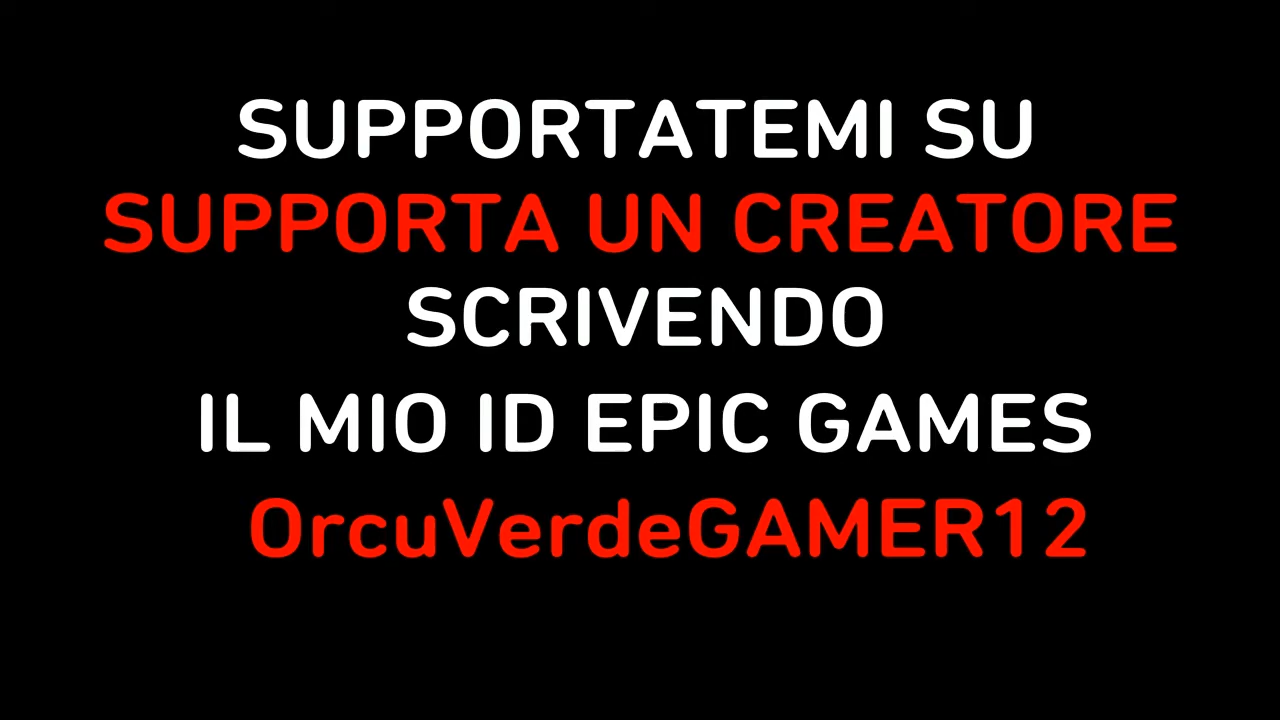 SUPPORTATEMI SU
SUPPORTA UN CREATORE
SCRIVENDO
IL MIO ID EPIC GAMES
OrcuVerdeGAMER12